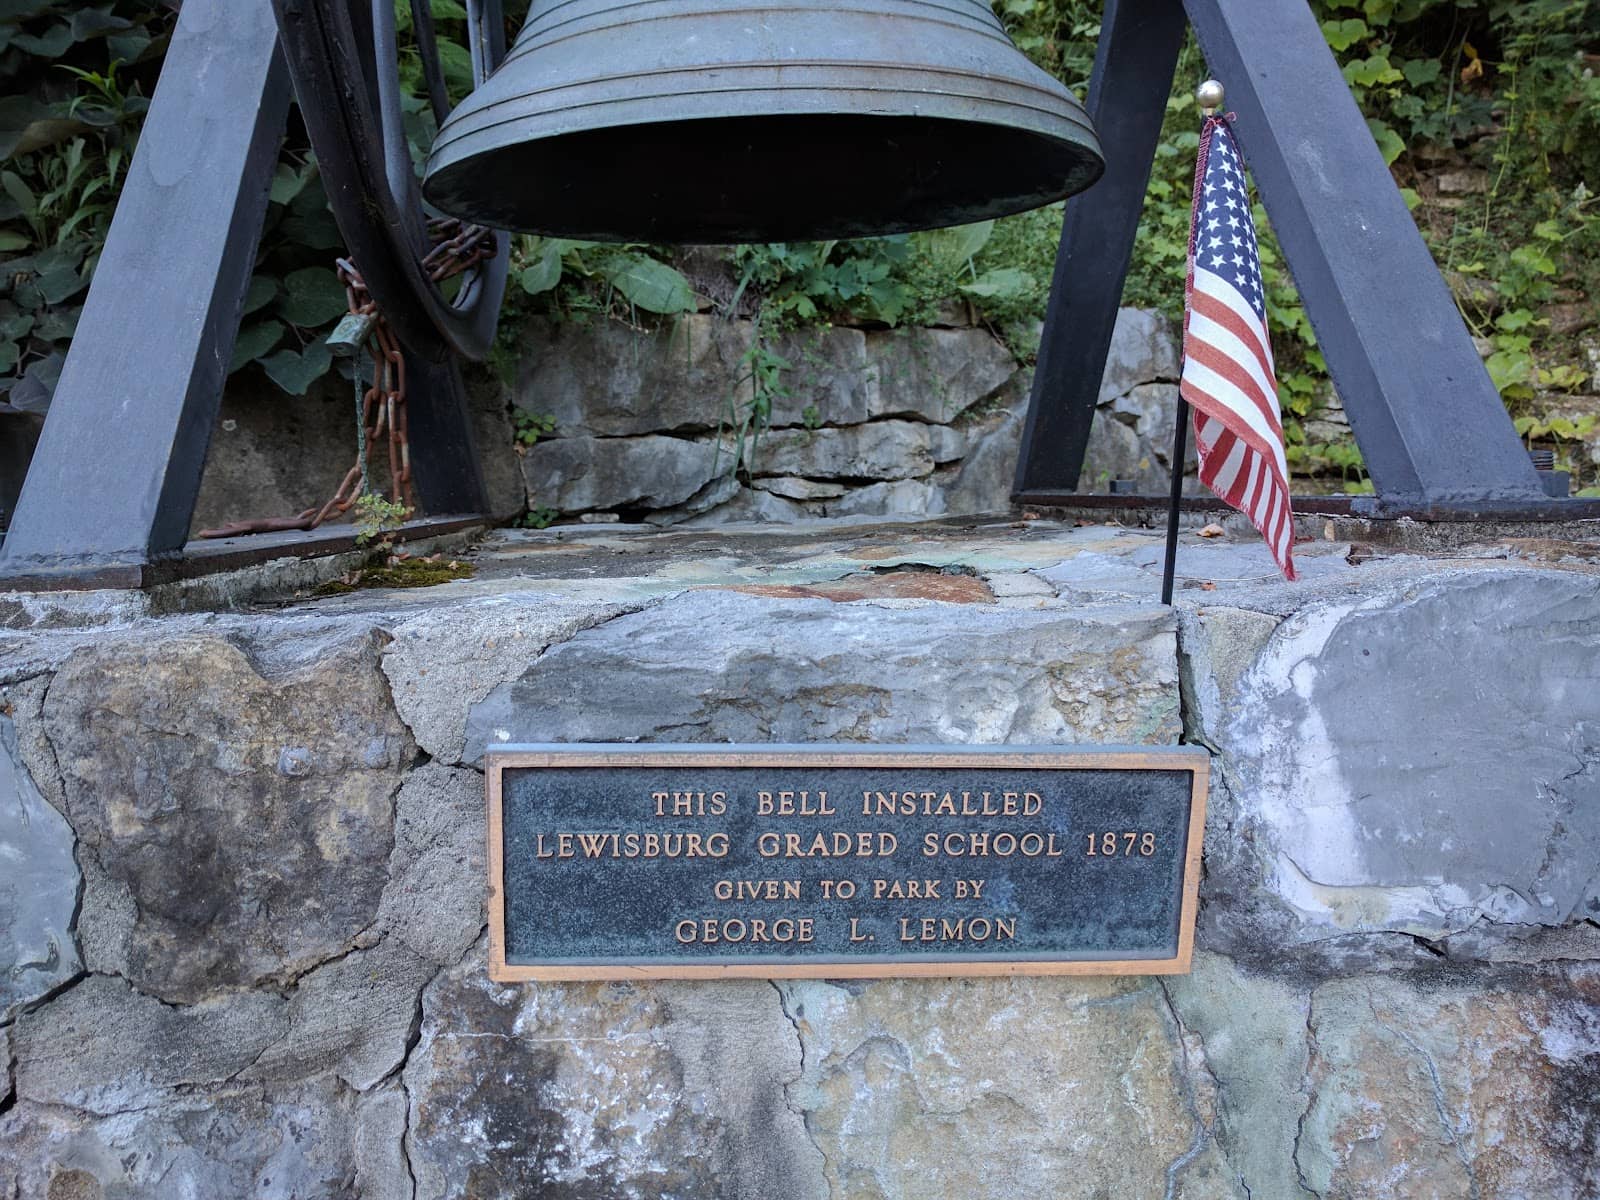 THIS BELL INSTALLED
LEWISBURG GRADED SCHOOL 1878
GIVEN TO PARK BY
GEORGE L. LEMON